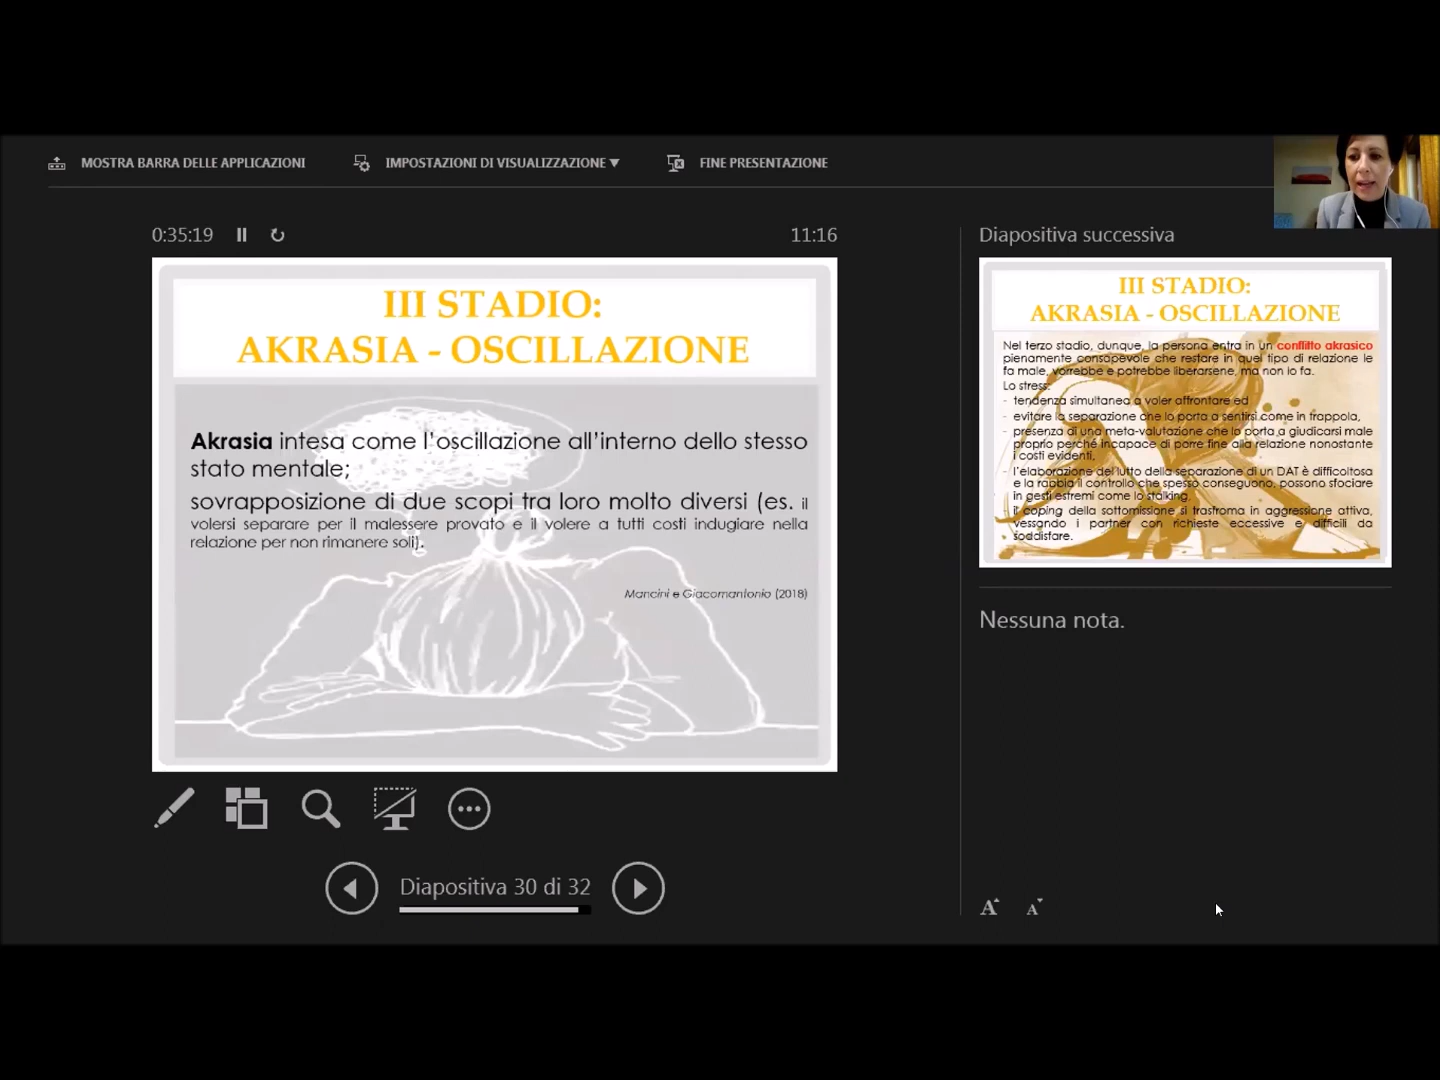 MOSTRA BARRA DELLE APPLICAZIONI
IMPOSTAZIONI DI VISUALIZZAZIONE ▼
FINE PRESENTAZIONE
0:35:19
11:16
III STADIO:
AKRASIA - OSCILLAZIONE
Akrasia intesa come l'oscillazione all'interno dello stesso
stato mentale;
sovrapposizione di due scopi tra loro molto diversi (es. il
volersi separare per il malessere provato e il volere a tutti costi indugiare nella
relazione per non rimanere soli).
Mancini e Giacomantonio (2018)
Diapositiva 30 di 32
Diapositiva successiva
III STADIO:
AKRASIA - OSCILLAZIONE
Nel terzo stadio, dunque, la persona entra in un conflitto akrasico
pienamente consapevole che restare in quel tipo di relazione le
fa male, vorrebbe e potrebbe liberarsene, ma non lo fa.
Lo stress:
- tendenza simultanea a voler affrontare ed
- evitare la separazione che lo porta a sentirsi come in trappola,
- presenza di una meta-valutazione che lo porta a giudicarsi male
proprio perché incapace di porre fine alla relazione nonostante
i costi evidenti,
- l'elaborazione del lutto della separazione di un DAT è difficoltosa
e la rabbia il controllo che spesso conseguono, possono sfociare
in gesti estremi come lo stalking.
- il coping della sottomissione si trasforma in aggressione attiva,
vessando i partner con richieste eccessive e difficili da
soddisfare.
Nessuna nota.
A A